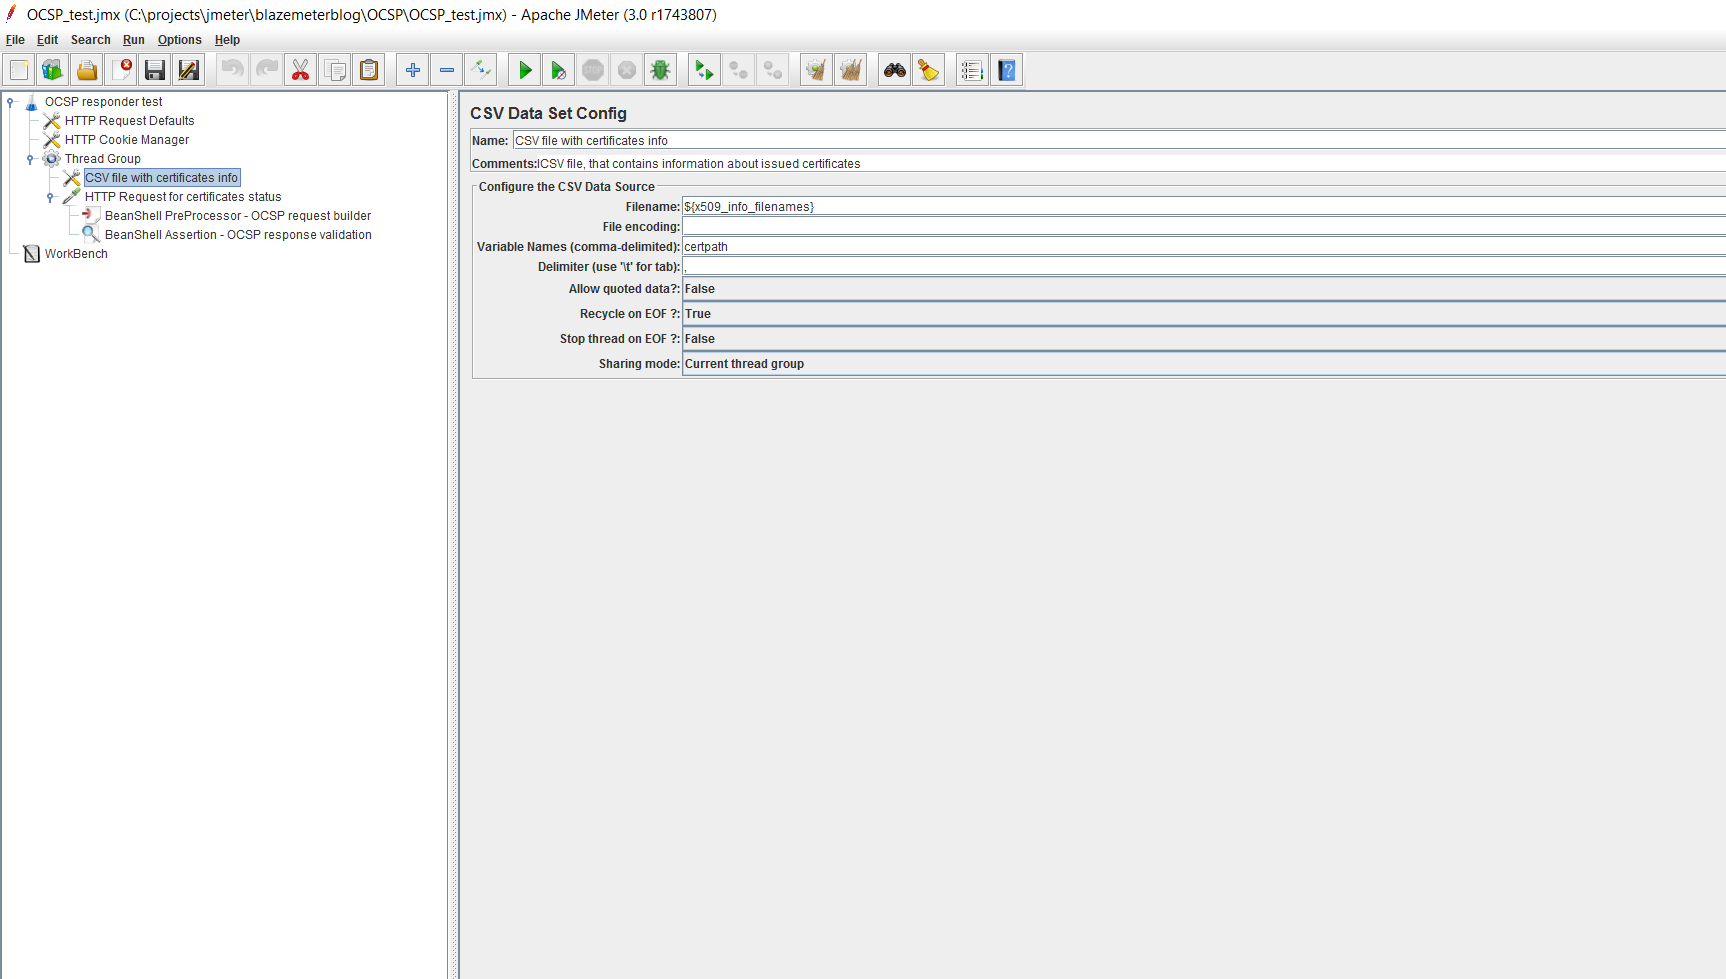 OCSP_test.jmx (C:\projects\jmeter\blazemeterblog\OCSP\OCSP_test.jmx) - Apache JMeter (3.0 r1743807)
File Edit Search Run Options Help
STOP
?
OCSP responder test
HTTP Request Defaults
HTTP Cookie Manager
Thread Group
CSV file with certificates info
HTTP Request for certificates status
BeanShell PreProcessor - OCSP request builder
BeanShell Assertion - OCSP response validation
WorkBench
CSV Data Set Config
Name: CSV file with certificates info
Comments: ICSV file, that contains information about issued certificates
Configure the CSV Data Source
Filename: ${x509_info_filenames}
File encoding:
Variable Names (comma-delimited): certpath
Delimiter (use '\t' for tab): ,
Allow quoted data?: False
Recycle on EOF ?: True
Stop thread on EOF ?: False
Sharing mode: Current thread group